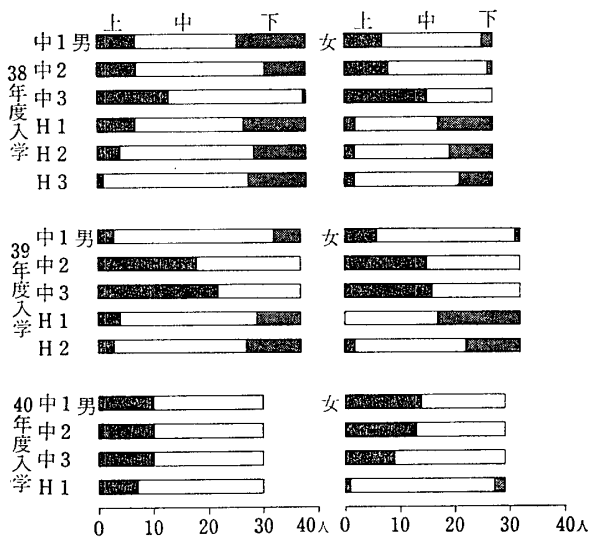 上 中 下 上 中 下
38年度入学
中1 男 女
中2
中3
H1
H2
H3
39年度入学
中1 男 女
中2
中3
H1
H2
40年度入学
中1 男 女
中2
中3
H1
0 10 20 30 40人 0 10 20 30 40人